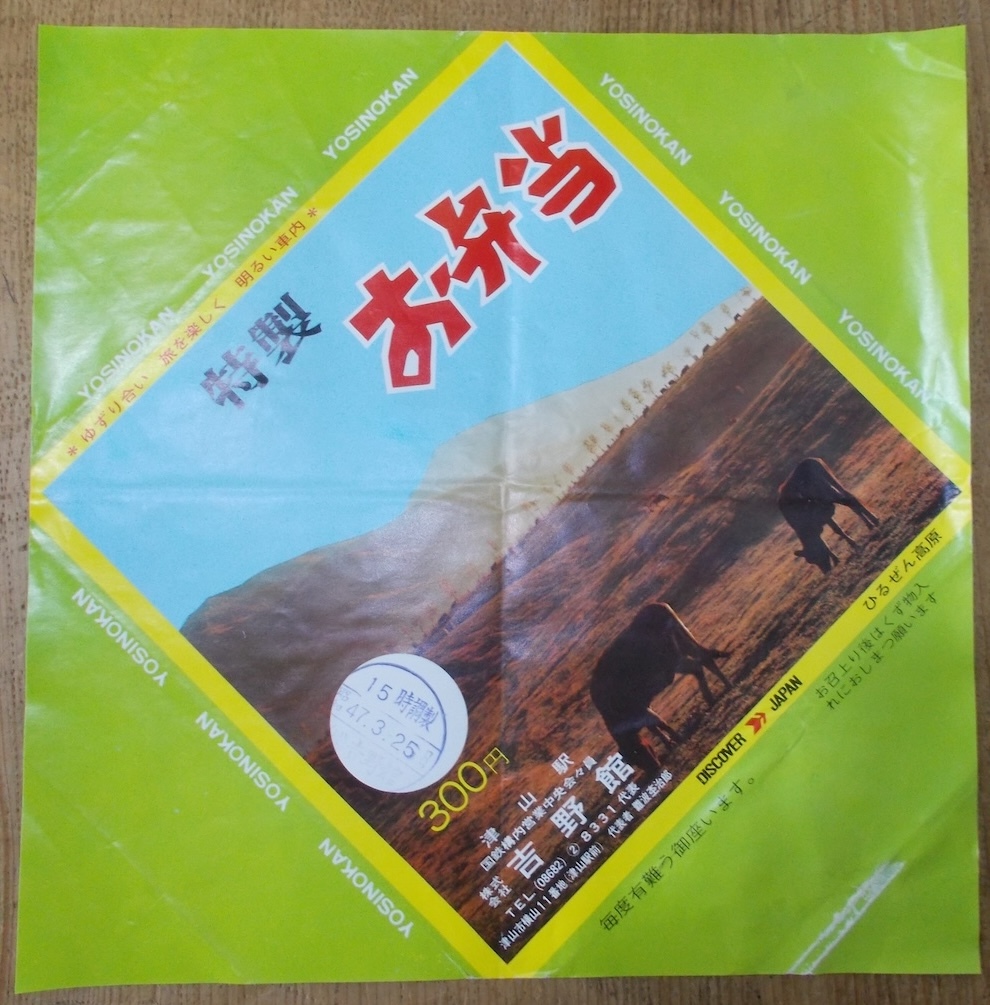 YOSINOKAN
YOSINOKAN
YOSINOKAN
YOSINOKAN
YOSINOKAN
YOSINOKAN
＊ゆずり合い 旅を楽しく 明るい車内＊
特製
お弁当
15時調製
47.3.25
300円
津山駅
国鉄構内営業中央会々員
株式会社 吉野館
TEL (08682) ② 8331 代表
津山市横山11番地(津山駅前) 代表者
ひるぜん高原
DISCOVER JAPAN
お召上り後はくず物入
れにおしまつ願います
毎度有難う御座います。
YOSINOKAN
YOSINOKAN
YOSINOKAN